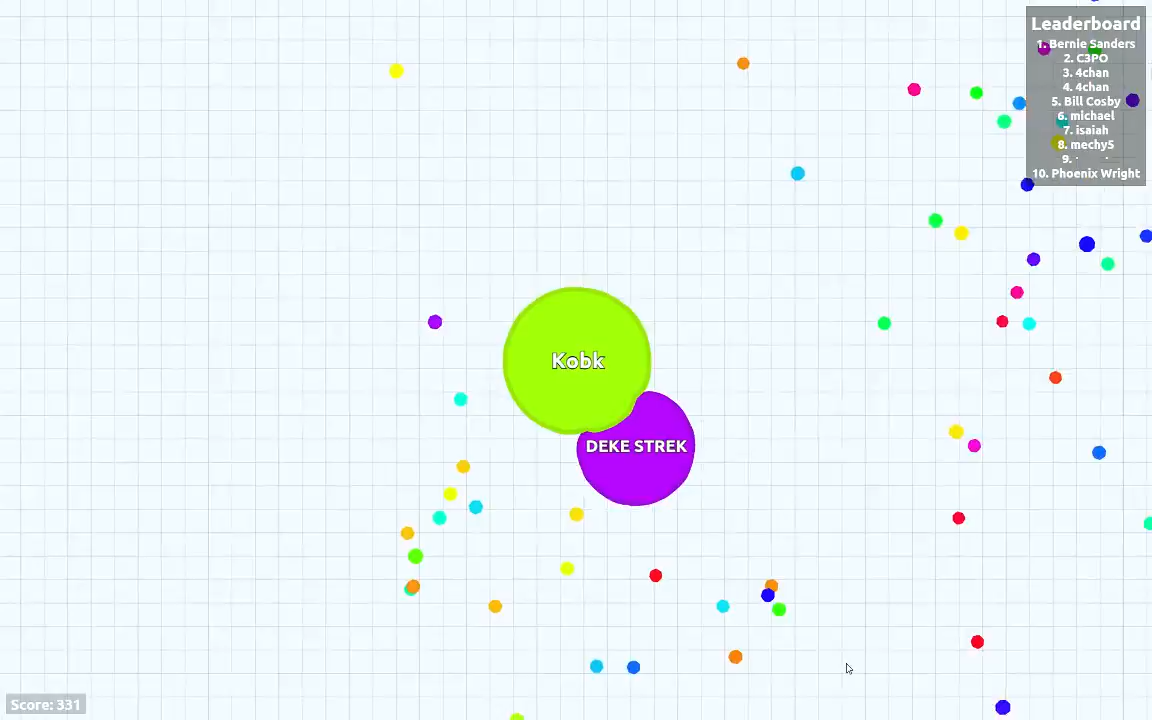 Leaderboard
1. Bernie Sanders
2. C3PO
3. 4chan
4. 4chan
5. Bill Cosby
6. michael
7. isaiah
8. mechy5
9.
10. Phoenix Wright
Kobk
DEKE STREK
Score: 331